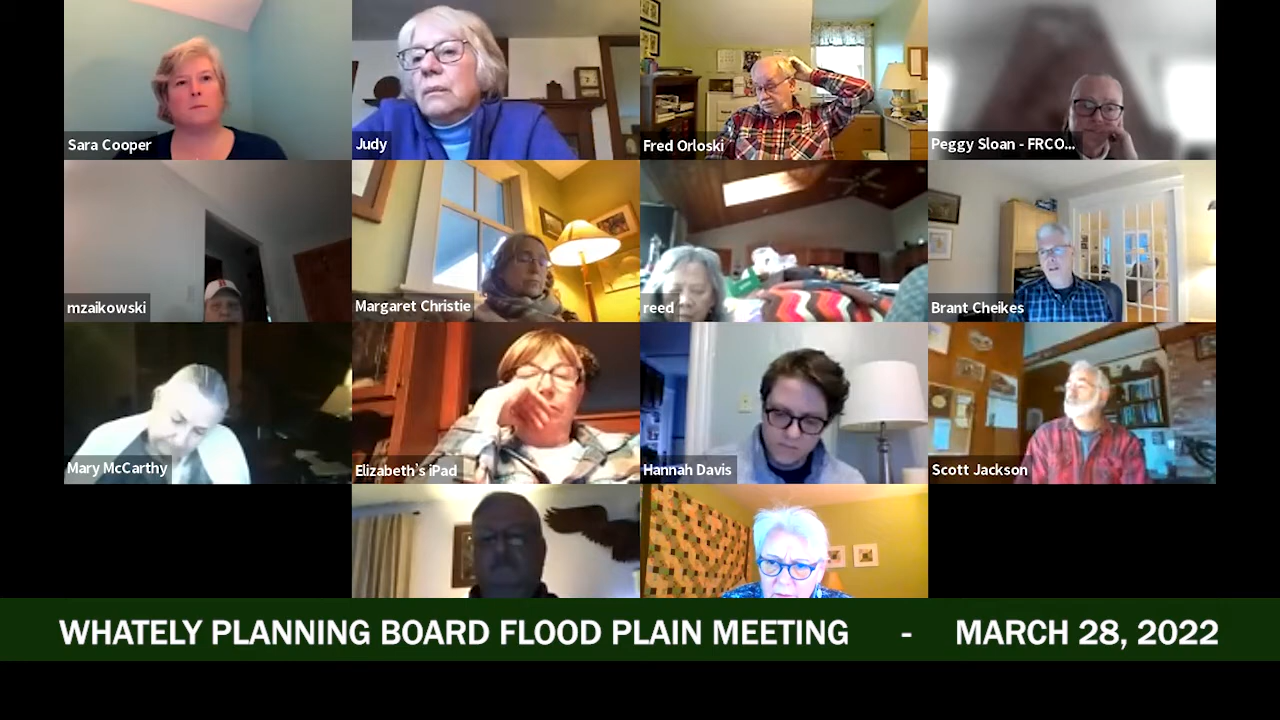 Sara Cooper
Judy
Fred Orloski
Peggy Sloan - FRCO...
mzaikowski
Margaret Christie
reed
Brant Cheikes
Mary McCarthy
Elizabeth's iPad
Hannah Davis
Scott Jackson
WHATELY PLANNING BOARD FLOOD PLAIN MEETING - MARCH 28, 2022